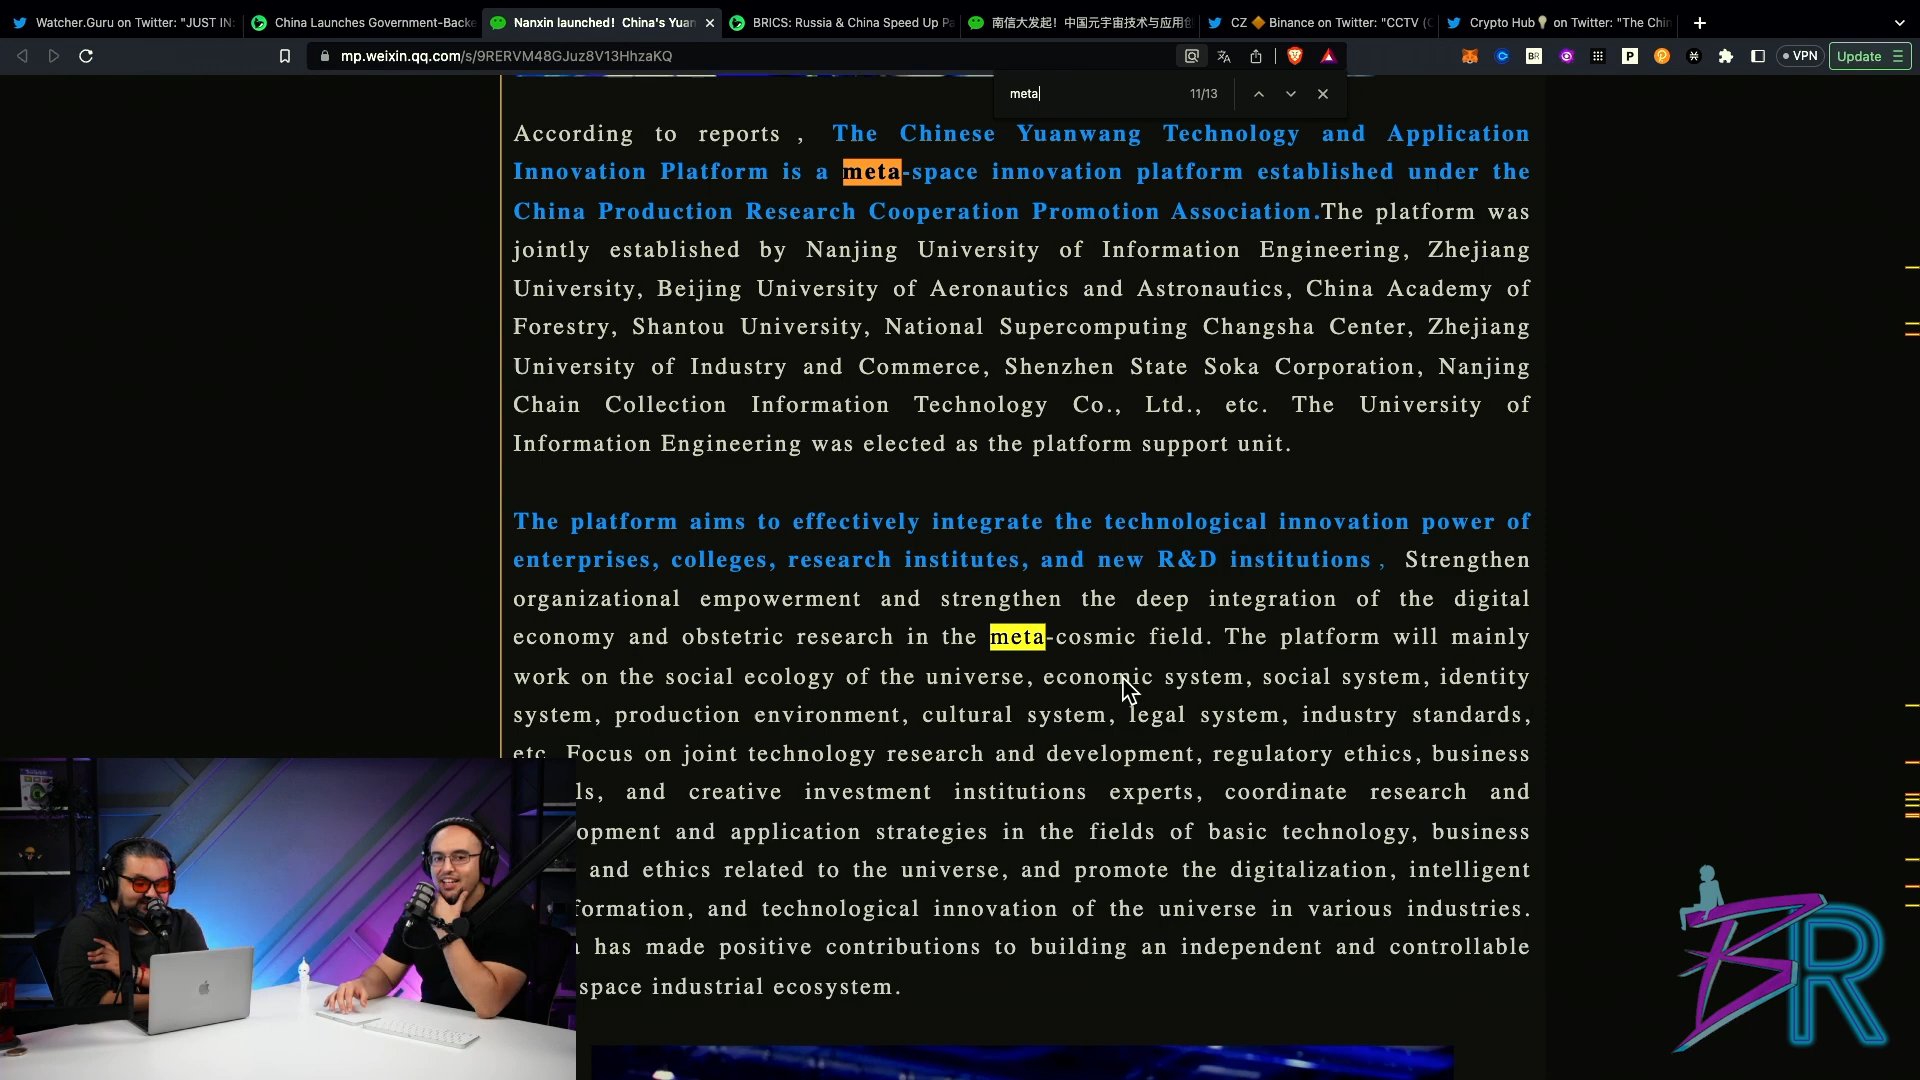 Watcher.Guru on Twitter: "JUST IN:
China Launches Government-Backe
Nanxin launched! China's Yuan
BRICS: Russia & China Speed Up Pa
南信大发起！中国元宇宙技术与应用创
CZ 🔶 Binance on Twitter: "CCTV (C
Crypto Hub💡 on Twitter: "The Chin
mp.weixin.qq.com/s/9RERVM48GJuz8V13HhzaKQ
VPN
Update
meta
11/13
According to reports , The Chinese Yuanwang Technology and Application
Innovation Platform is a meta-space innovation platform established under the
China Production Research Cooperation Promotion Association.The platform was
jointly established by Nanjing University of Information Engineering, Zhejiang
University, Beijing University of Aeronautics and Astronautics, China Academy of
Forestry, Shantou University, National Supercomputing Changsha Center, Zhejiang
University of Industry and Commerce, Shenzhen State Soka Corporation, Nanjing
Chain Collection Information Technology Co., Ltd., etc. The University of
Information Engineering was elected as the platform support unit.
The platform aims to effectively integrate the technological innovation power of
enterprises, colleges, research institutes, and new R&D institutions , Strengthen
organizational empowerment and strengthen the deep integration of the digital
economy and obstetric research in the meta-cosmic field. The platform will mainly
work on the social ecology of the universe, economic system, social system, identity
system, production environment, cultural system, legal system, industry standards,
etc. Focus on joint technology research and development, regulatory ethics, business
ls, and creative investment institutions experts, coordinate research and
opment and application strategies in the fields of basic technology, business
and ethics related to the universe, and promote the digitalization, intelligent
formation, and technological innovation of the universe in various industries.
has made positive contributions to building an independent and controllable
space industrial ecosystem.
BR